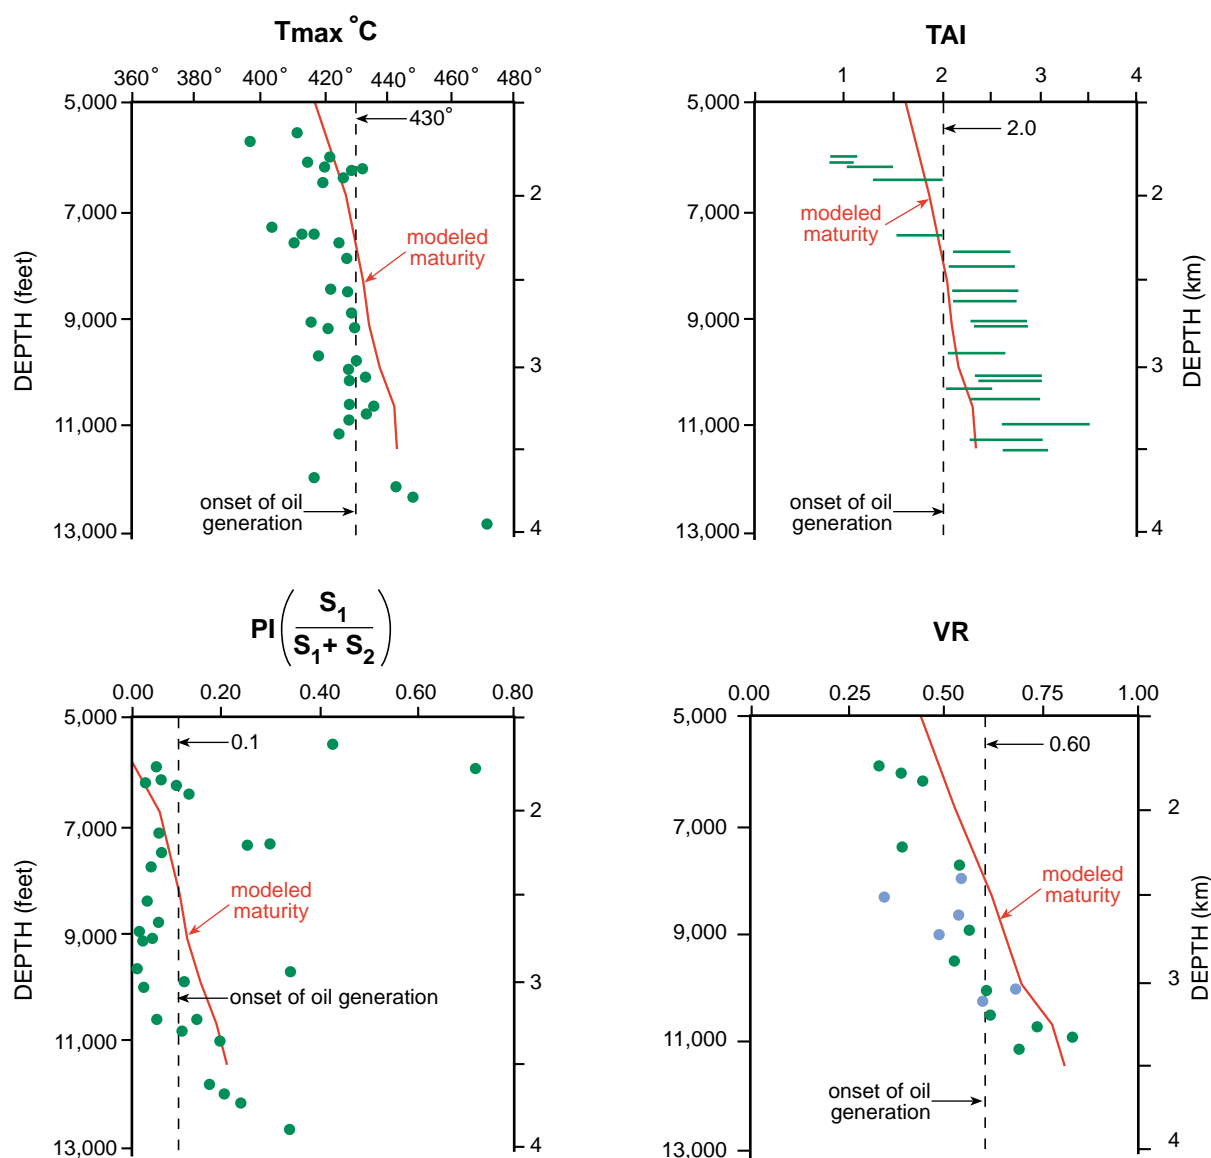 Tmax °C
360° 380° 400° 420° 440° 460° 480°
5,000
7,000
9,000
11,000
13,000
DEPTH (feet)
430°
modeled
maturity
onset of oil
generation
2
3
4
TAI
1 2 3 4
5,000
7,000
9,000
11,000
13,000
2.0
modeled
maturity
onset of oil
generation
2
3
4
DEPTH (km)
PI ( S1 / S1 + S2 )
0.00 0.20 0.40 0.60 0.80
5,000
7,000
9,000
11,000
13,000
DEPTH (feet)
0.1
modeled
maturity
onset of oil generation
2
3
4
VR
0.00 0.25 0.50 0.75 1.00
5,000
7,000
9,000
11,000
13,000
0.60
modeled
maturity
onset of oil
generation
2
3
4
DEPTH (km)